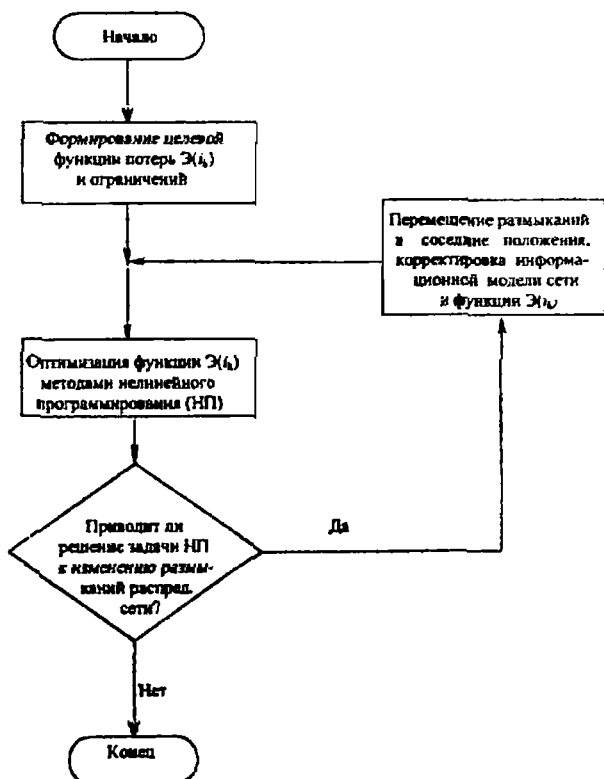 Начало
Формирование целевой
функции потерь Э(iₖ)
и ограничений
Перемещение размыканий
в соседние положения,
корректировка информа-
ционной модели сети
и функции Э(iₖ)
Оптимизация функции Э(iₖ)
методами нелинейного
программирования (НП)
Приводит ли
решение задачи НП
к изменению размы-
каний распред.
сети?
Да
Нет
Конец